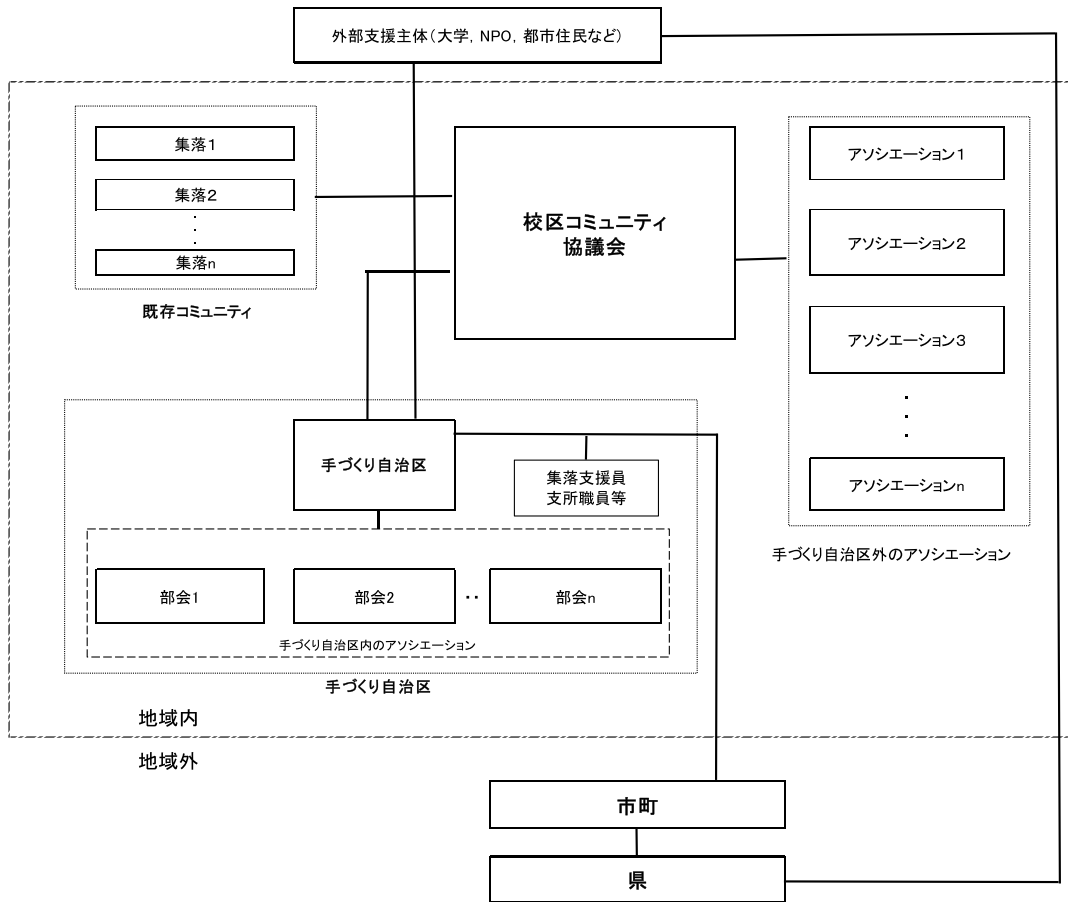 外部支援主体（大学，NPO，都市住民など）
集落１
集落２
・
・
・
集落n
既存コミュニティ
校区コミュニティ
協議会
アソシエーション１
アソシエーション２
アソシエーション３
・
・
・
アソシエーションn
手づくり自治区外のアソシエーション
手づくり自治区
集落支援員
支所職員等
部会１
部会２
・・
部会n
手づくり自治区内のアソシエーション
手づくり自治区
地域内
地域外
市町
県